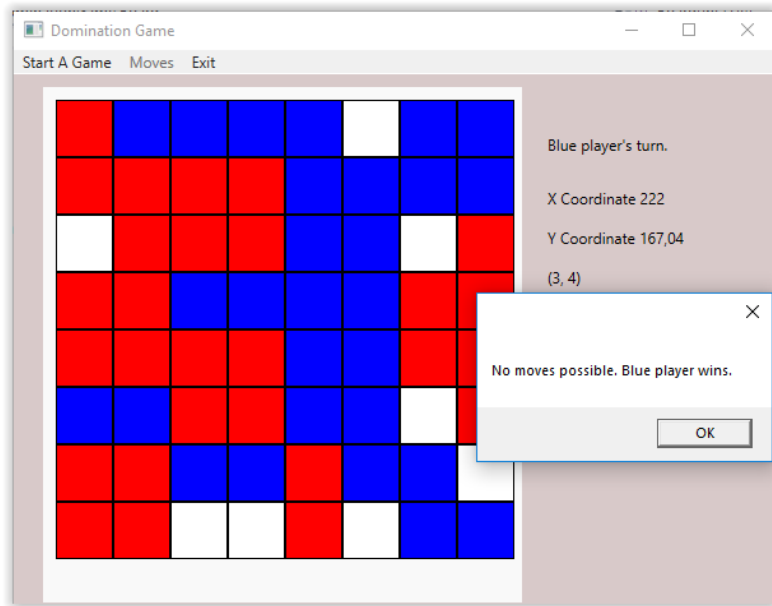 Domination Game
Start A Game Moves Exit
Blue player's turn.
X Coordinate 222
Y Coordinate 167,04
(3, 4)
No moves possible. Blue player wins.
OK